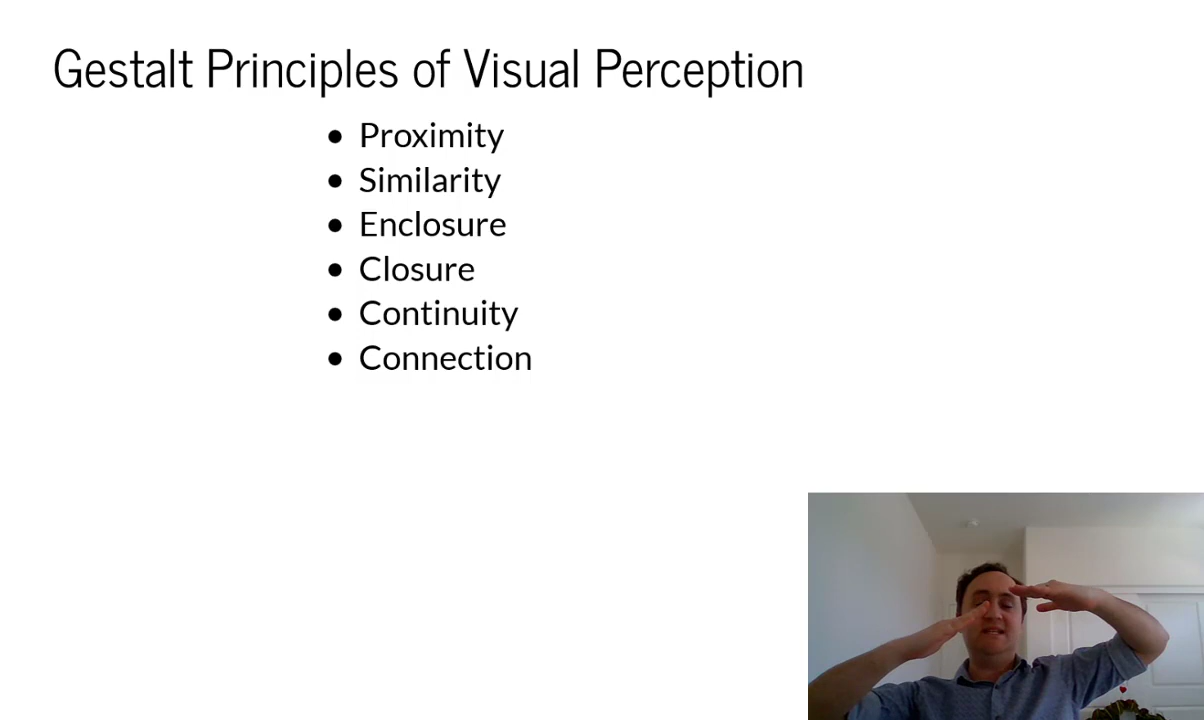 Gestalt Principles of Visual Perception
Proximity
Similarity
Enclosure
Closure
Continuity
Connection